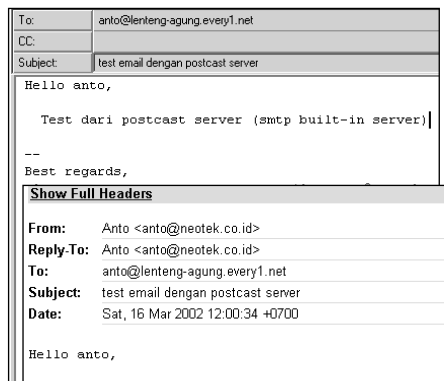 To: anto@lenteng-agung.every1.net
CC:
Subject: test email dengan postcast server
Hello anto,
Test dari postcast server (smtp built-in server)
--
Best regards,
Show Full Headers
From: Anto <anto@neotek.co.id>
Reply-To: Anto <anto@neotek.co.id>
To: anto@lenteng-agung.every1.net
Subject: test email dengan postcast server
Date: Sat, 16 Mar 2002 12:00:34 +0700
Hello anto,